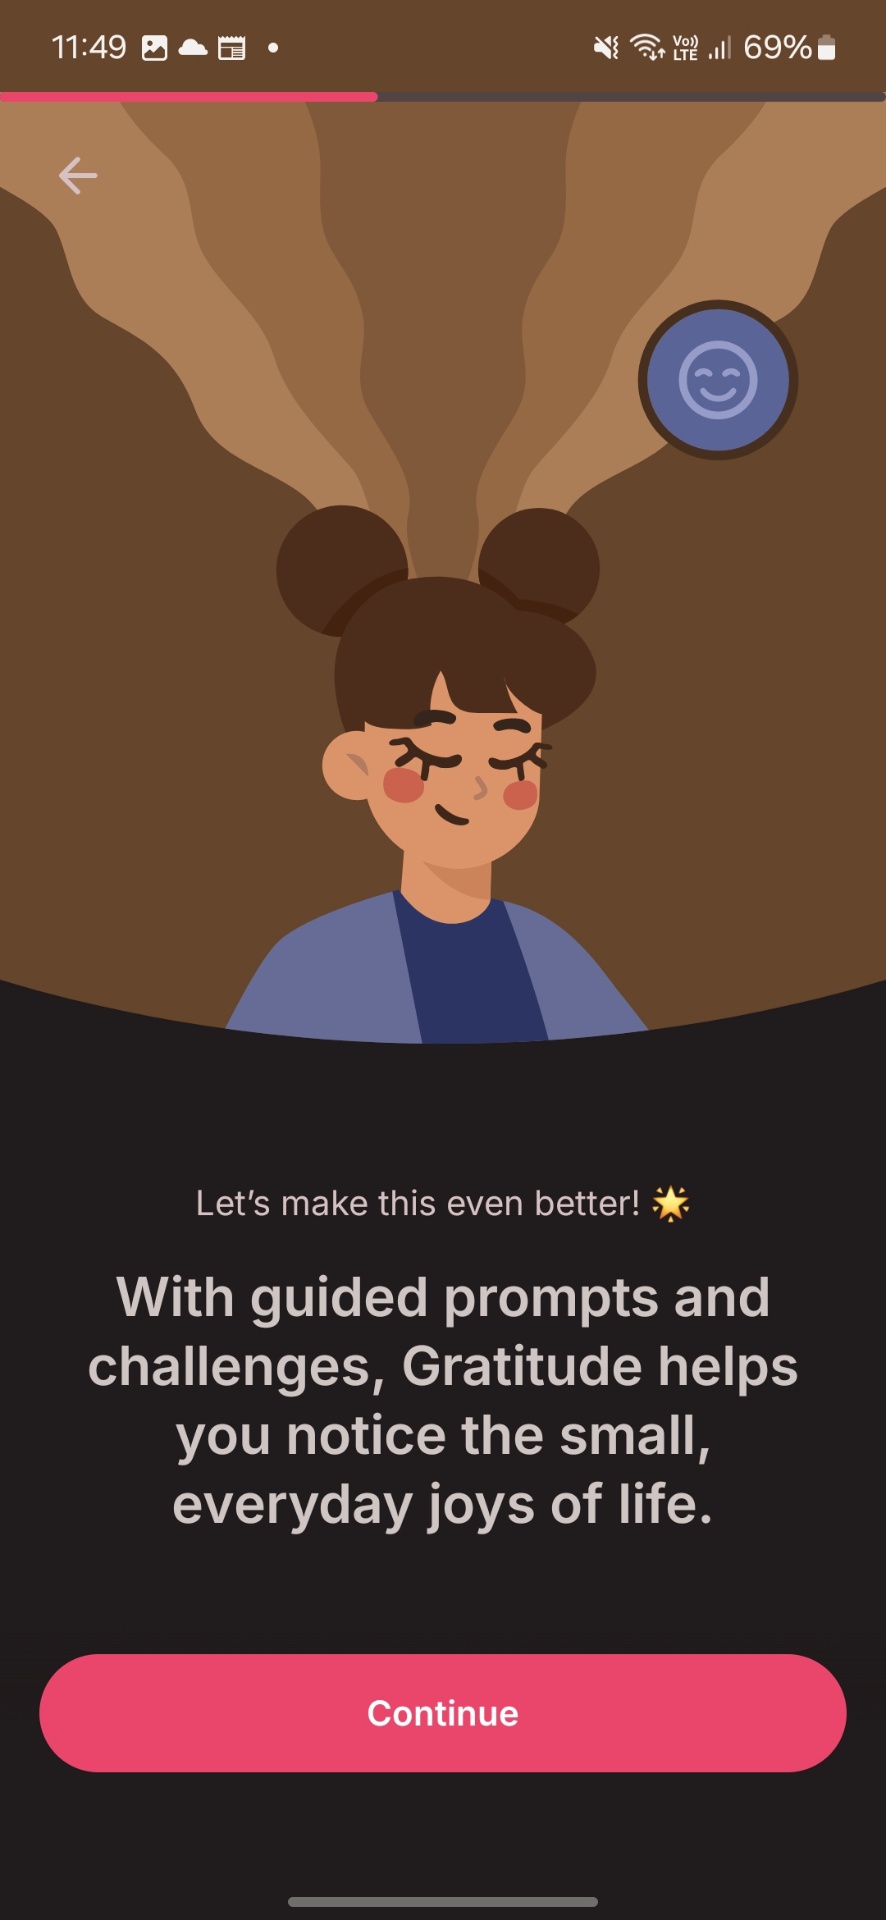 11:49
Vo))
LTE
69%
Let's make this even better! 🌟
With guided prompts and
challenges, Gratitude helps
you notice the small,
everyday joys of life.
Continue